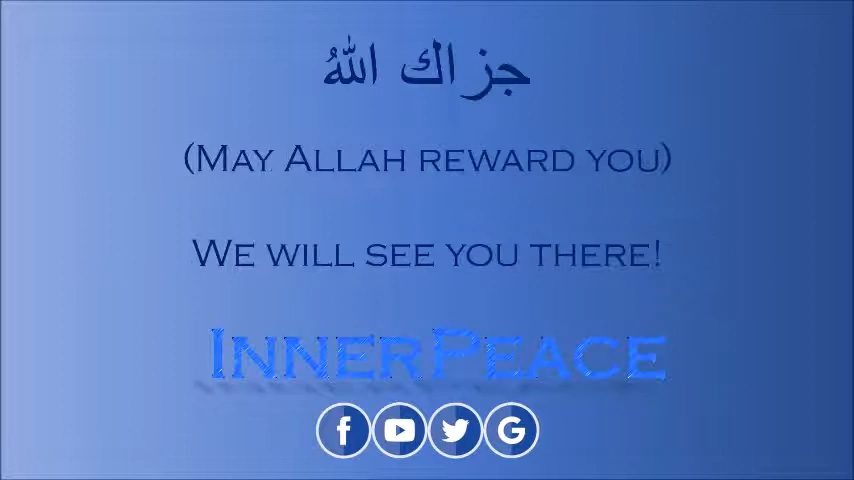 جزاك اللهُ
(May Allah reward you)
We will see you there!
InnerPeace